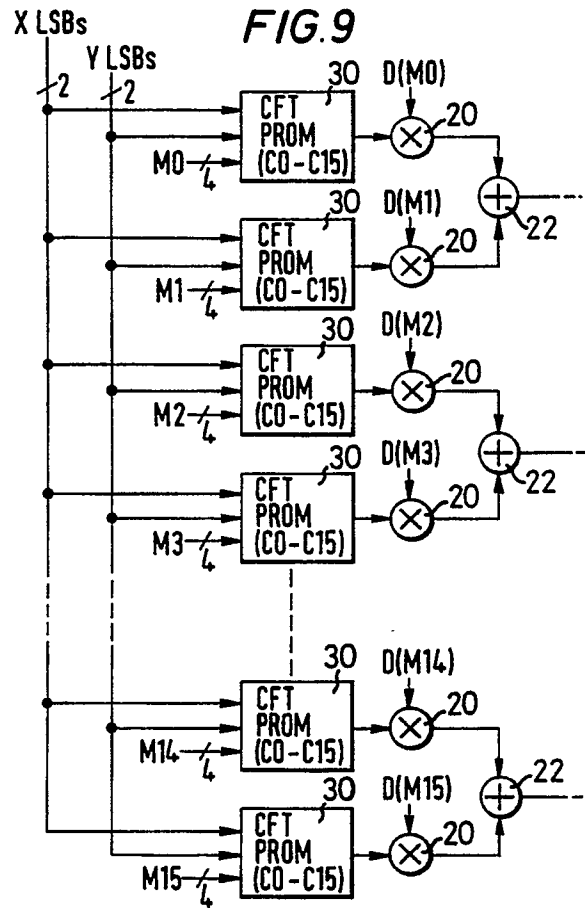 FIG.9
X LSBs
Y LSBs
2
2
30
D(M0)
CFT
PROM
(C0-C15)
20
M0
4
22
30
D(M1)
CFT
PROM
(C0-C15)
20
M1
4
30
D(M2)
CFT
PROM
(C0-C15)
20
M2
4
22
30
D(M3)
CFT
PROM
(C0-C15)
20
M3
4
30
D(M14)
CFT
PROM
(C0-C15)
20
M14
4
22
30
D(M15)
CFT
PROM
(C0-C15)
20
M15
4